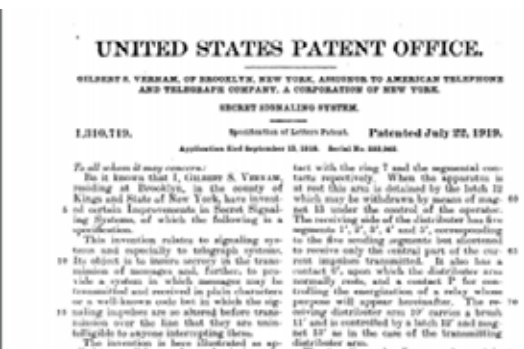 UNITED STATES PATENT OFFICE.
GILBERT S. VERNAM, OF BROOKLYN, NEW YORK, ASSIGNOR TO AMERICAN TELEPHONE
AND TELEGRAPH COMPANY, A CORPORATION OF NEW YORK.
SECRET SIGNALING SYSTEM.
1,310,719. Specification of Letters Patent. Patented July 22, 1919.
Application filed September 13, 1918. Serial No.
To all whom it may concern:
Be it known that I, GILBERT S. VERNAM,
residing at Brooklyn, in the county of
Kings and State of New York, have invent-
5 ed certain Improvements in Secret Signal-
ing Systems, of which the following is a
specification.
This invention relates to signaling sys-
tems and especially to telegraph systems.
10 Its object is to insure secrecy in the trans-
mission of messages and, further, to pro-
vide a system in which messages may be
transmitted and received in plain characters
or a well-known code but in which the sig-
15 naling impulses are so altered before trans-
mission over the line that they are unin-
telligible to anyone intercepting them.
The invention is here illustrated as ap-
tact with the ring 7 and the segmental con-
tacts respectively. When the apparatus is
at rest this arm is detained by the latch 12
which may be withdrawn by means of mag- 60
net 13 under the control of the operator.
The receiving side of the distributer has five
segments 1', 2', 3', 4' and 5', corresponding
to the five sending segments but shortened
to receive only the central part of the cur- 65
rent impulses transmitted. It also has a
contact 6', upon which the distributer arm
normally rests, and a contact P for con-
trolling the energization of a relay whose
purpose will appear hereinafter. The re- 70
ceiving distributer arm 10' carries a brush
11' and is controlled by a latch 12' and mag-
net 13' as in the case of the transmitting
distributer arm.